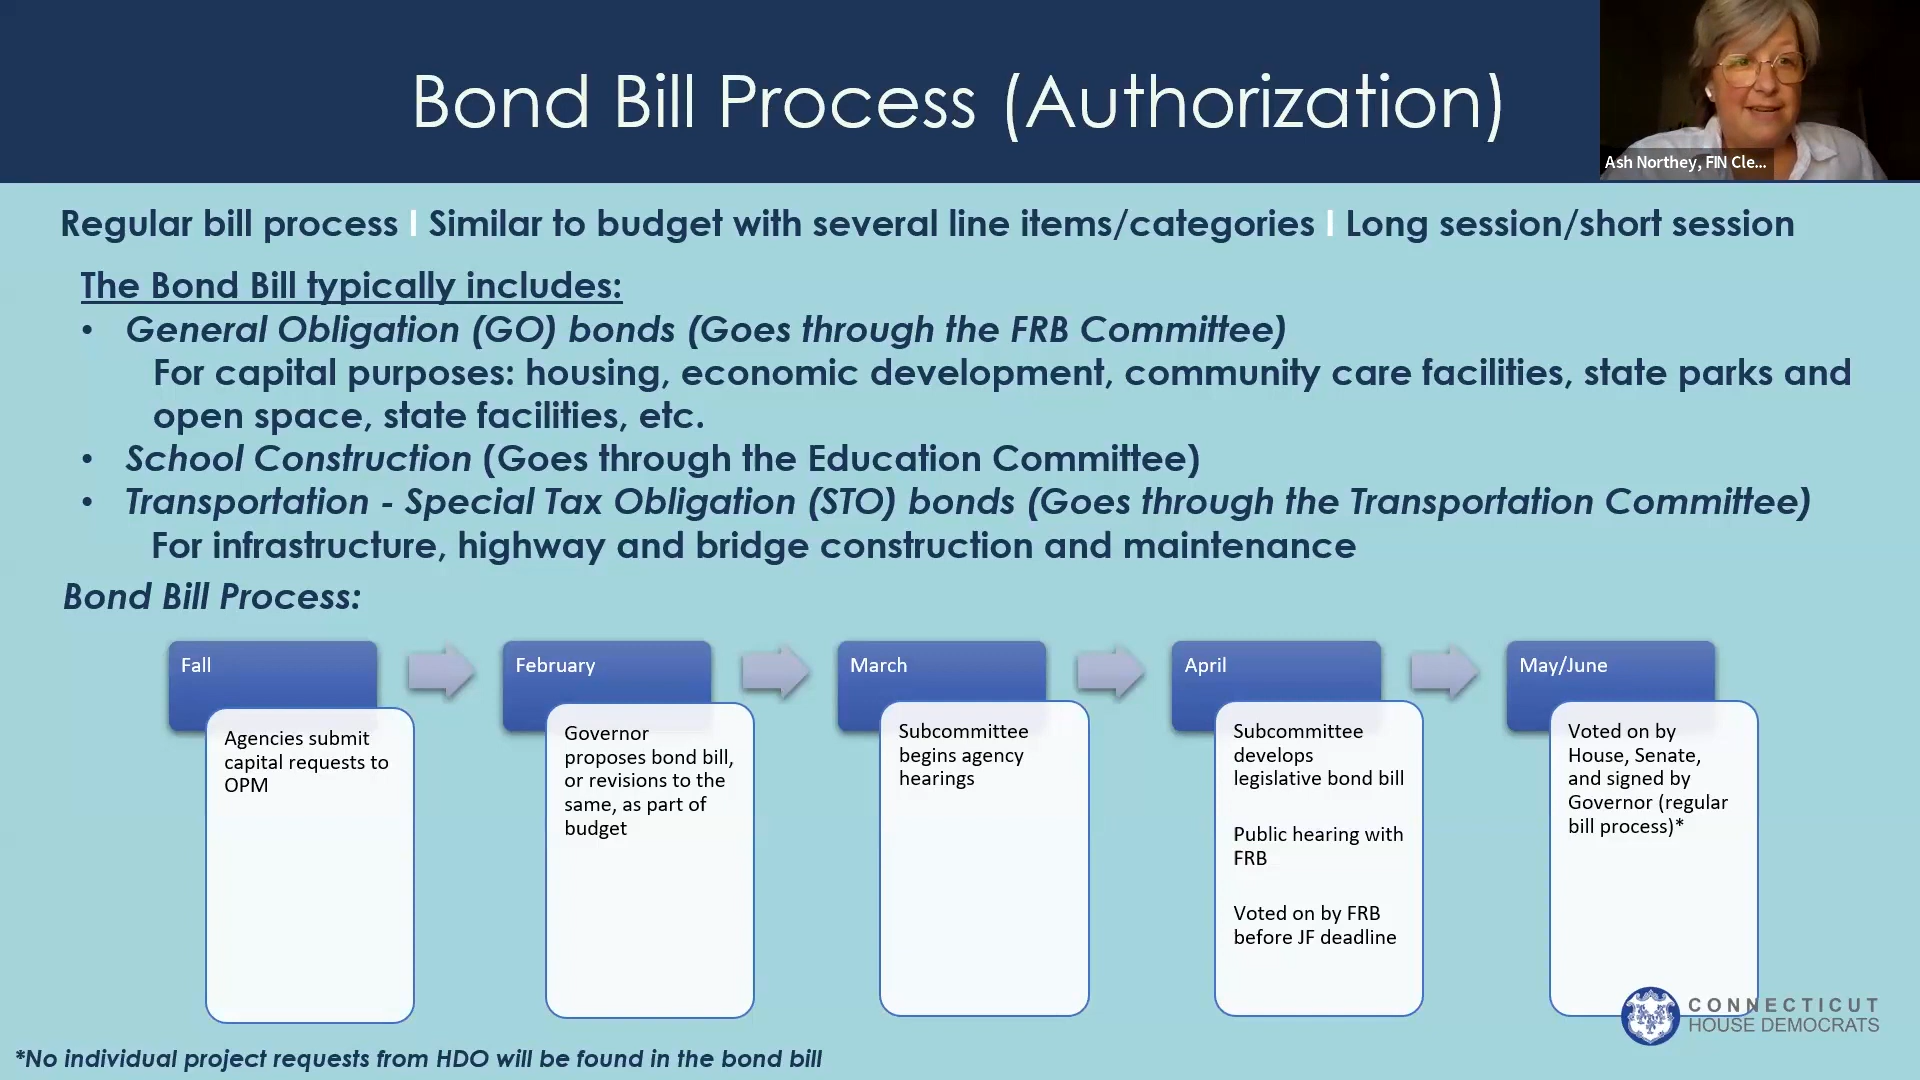 Bond Bill Process (Authorization)
Ash Northey, FIN Cle...
Regular bill process | Similar to budget with several line items/categories | Long session/short session
The Bond Bill typically includes:
• General Obligation (GO) bonds (Goes through the FRB Committee)
For capital purposes: housing, economic development, community care facilities, state parks and
open space, state facilities, etc.
• School Construction (Goes through the Education Committee)
• Transportation - Special Tax Obligation (STO) bonds (Goes through the Transportation Committee)
For infrastructure, highway and bridge construction and maintenance
Bond Bill Process:
Fall
Agencies submit
capital requests to
OPM
February
Governor
proposes bond bill,
or revisions to the
same, as part of
budget
March
Subcommittee
begins agency
hearings
April
Subcommittee
develops
legislative bond bill
Public hearing with
FRB
Voted on by FRB
before JF deadline
May/June
Voted on by
House, Senate,
and signed by
Governor (regular
bill process)*
CONNECTICUT
HOUSE DEMOCRATS
*No individual project requests from HDO will be found in the bond bill